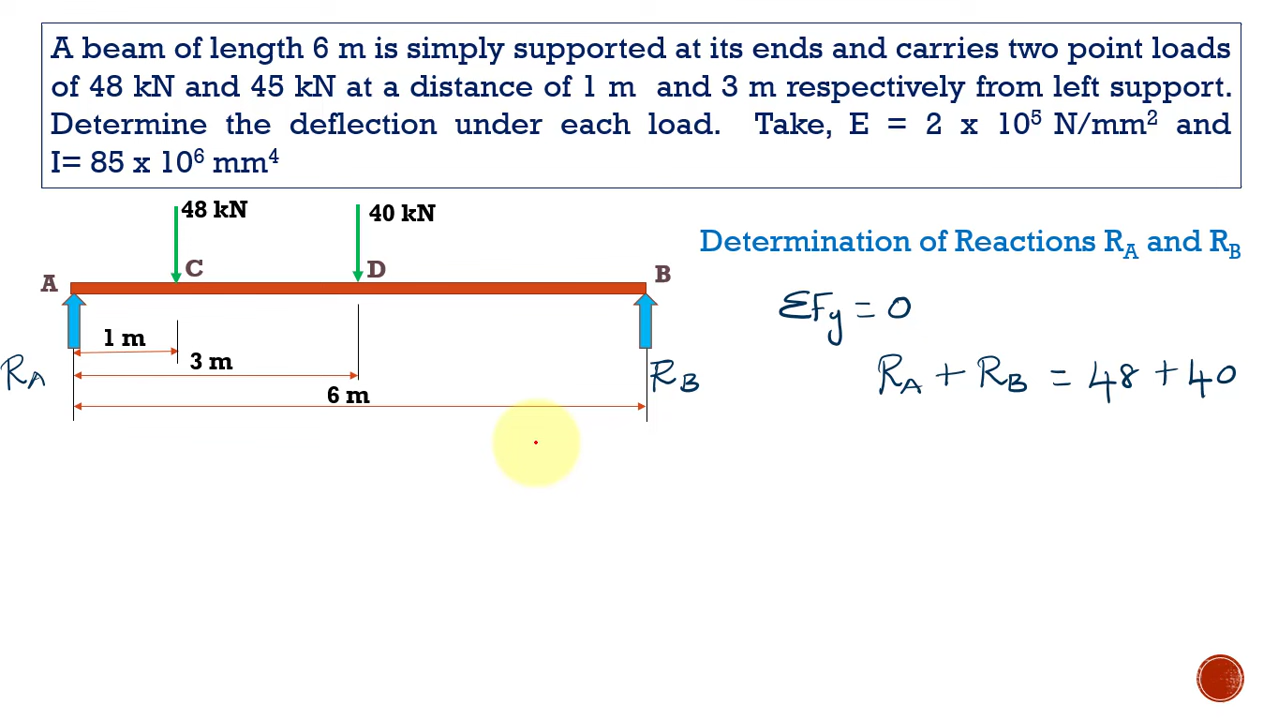 A beam of length 6 m is simply supported at its ends and carries two point loads
of 48 kN and 45 kN at a distance of 1 m and 3 m respectively from left support.
Determine the deflection under each load. Take, E = 2 x 10⁵ N/mm² and
I= 85 x 10⁶ mm⁴
48 kN
40 kN
Determination of Reactions R_A and R_B
A
C
D
B
ΣFy = 0
1 m
3 m
R_A
R_B
R_A + R_B = 48 + 40
6 m